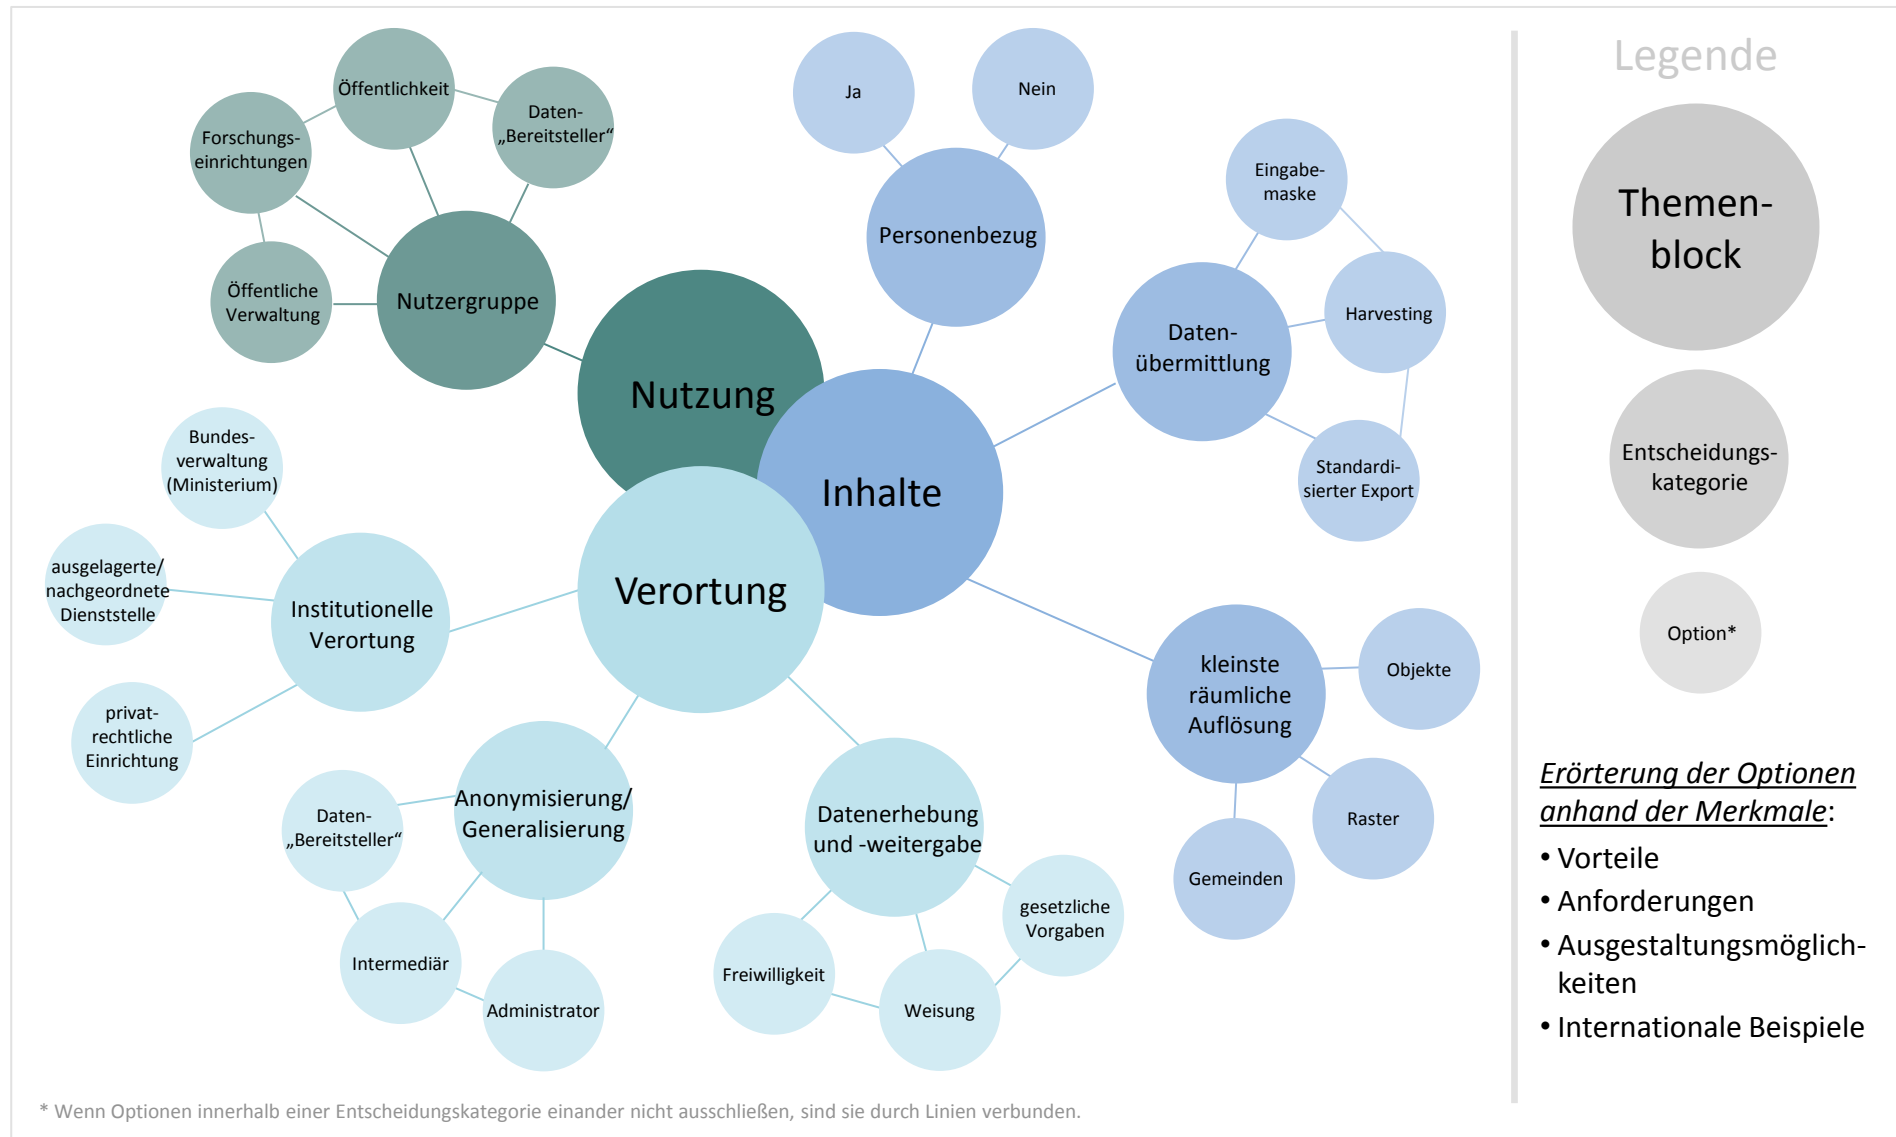 Öffentlichkeit
Daten-
„Bereitsteller“
Forschungs-
einrichtungen
Öffentliche
Verwaltung
Nutzergruppe
Nutzung
Ja
Nein
Personenbezug
Eingabe-
maske
Harvesting
Daten-
übermittlung
Standardi-
sierter Export
Inhalte
kleinste
räumliche
Auflösung
Objekte
Raster
Gemeinden
Verortung
Bundes-
verwaltung
(Ministerium)
ausgelagerte/
nachgeordnete
Dienststelle
Institutionelle
Verortung
privat-
rechtliche
Einrichtung
Anonymisierung/
Generalisierung
Daten-
„Bereitsteller“
Intermediär
Administrator
Datenerhebung
und -weitergabe
gesetzliche
Vorgaben
Freiwilligkeit
Weisung
Legende
Themen-
block
Entscheidungs-
kategorie
Option*
Erörterung der Optionen
anhand der Merkmale:
• Vorteile
• Anforderungen
• Ausgestaltungsmöglich-
keiten
• Internationale Beispiele
* Wenn Optionen innerhalb einer Entscheidungskategorie einander nicht ausschließen, sind sie durch Linien verbunden.